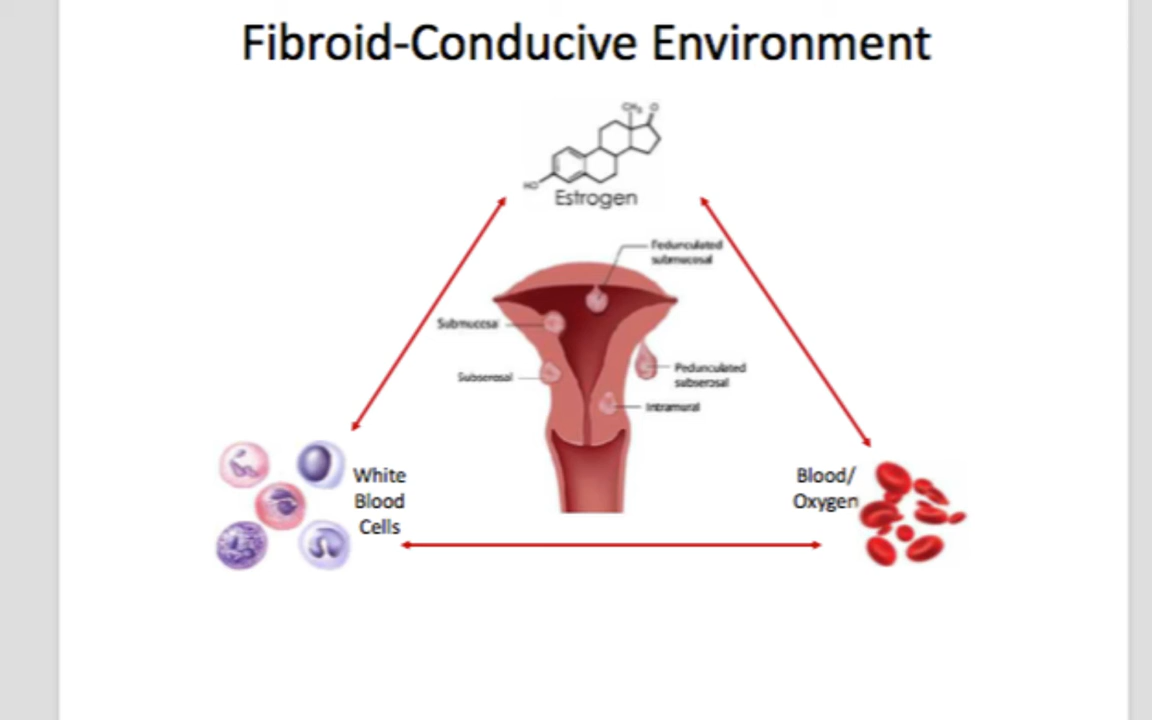 Fibroid-Conducive Environment
CH₃
O
HO
Estrogen
Pedunculated
submucosal
Submucosal
Subserosal
Pedunculated
subserosal
Intramural
White
Blood
Cells
Blood/
Oxygen